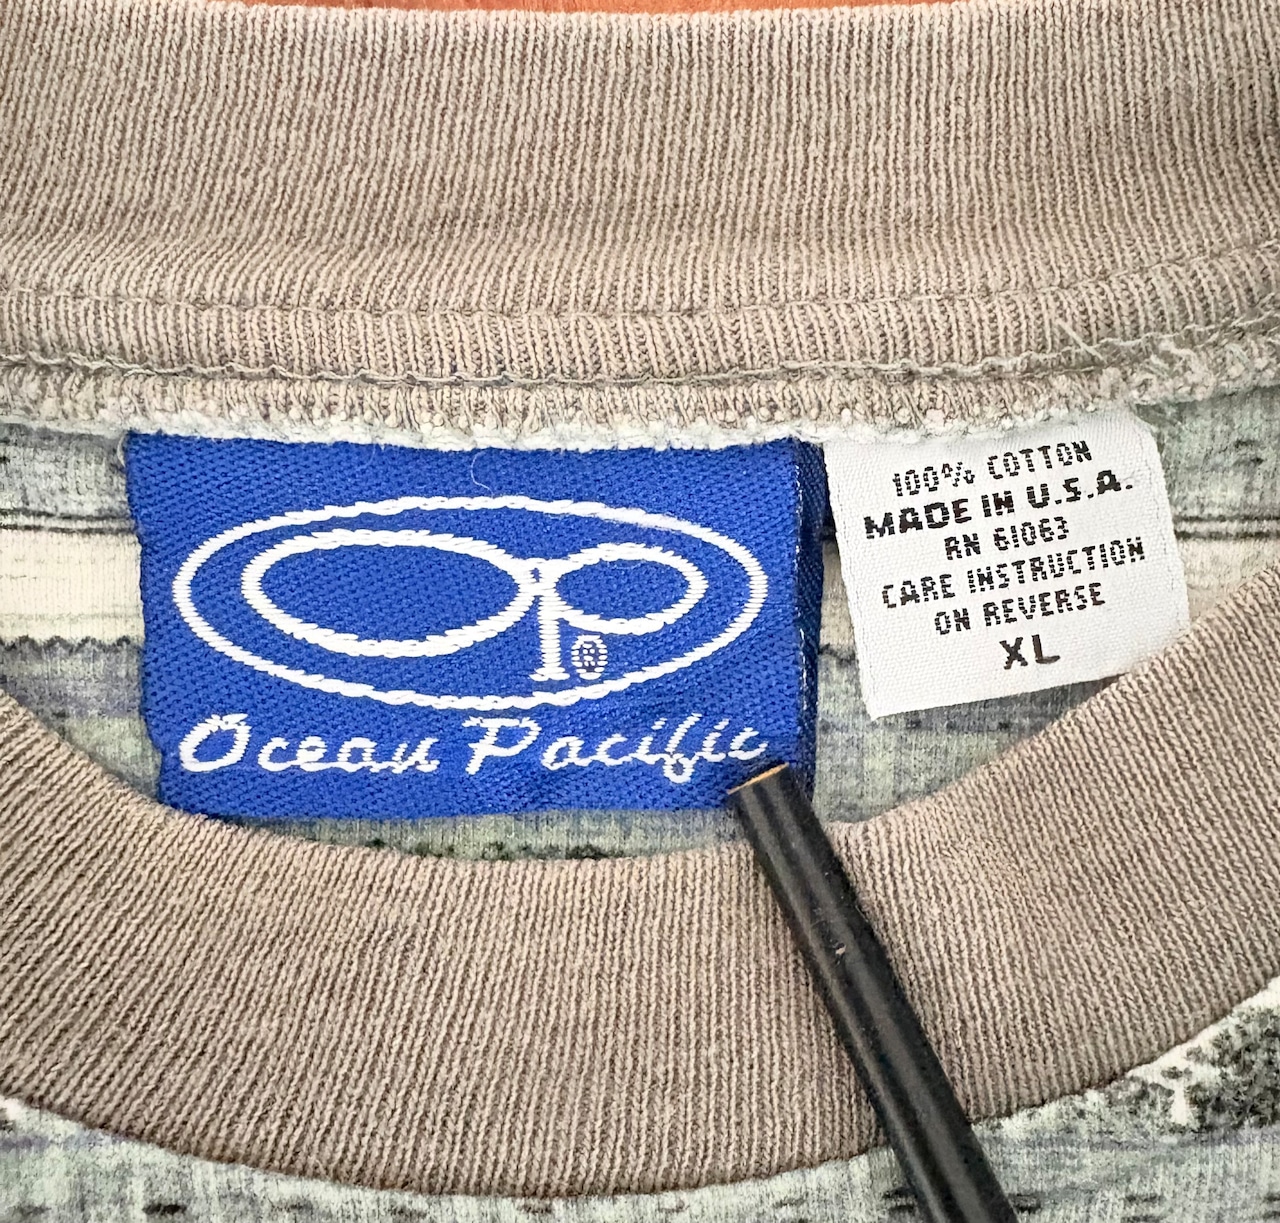 op®
Ocean Pacific
100% COTTON
MADE IN U.S.A.
RN 61063
CARE INSTRUCTION
ON REVERSE
XL